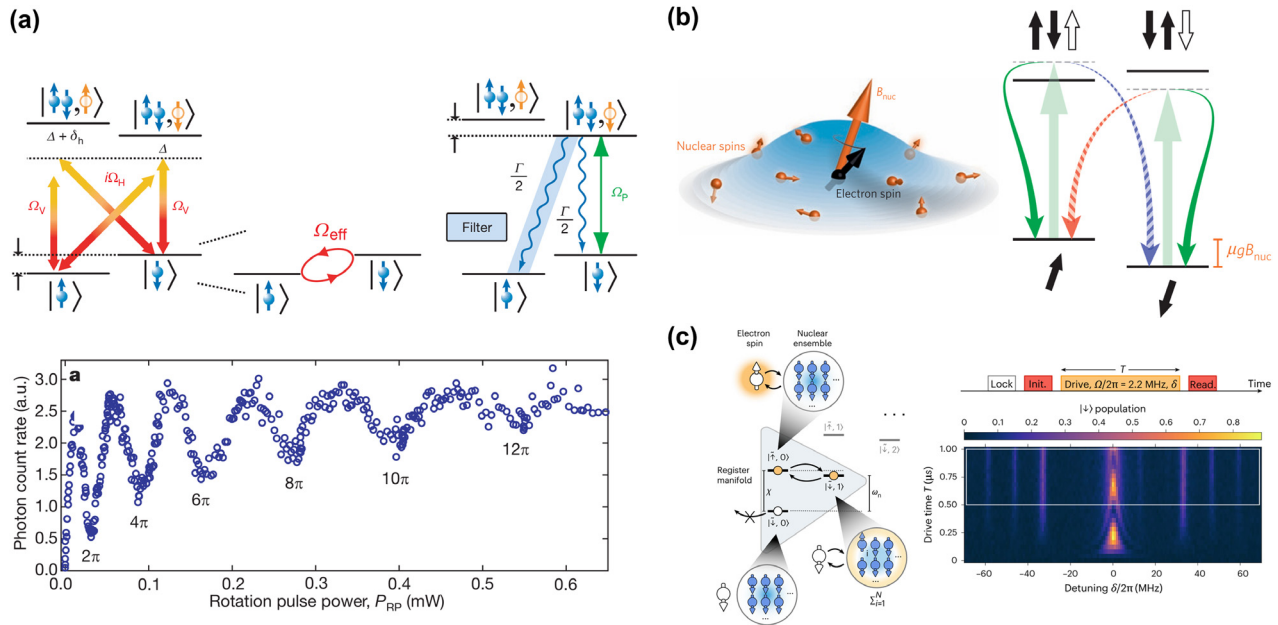 (a)
Δ + δh
Δ
ΩV
iΩH
ΩV
Ωeff
Γ
2
Γ
2
ΩP
Filter
a
Photon count rate (a.u.)
3.0
2.5
2.0
1.5
1.0
0.5
0.0
2π
4π
6π
8π
10π
12π
0.0
0.1
0.2
0.3
0.4
0.5
0.6
Rotation pulse power, PRP (mW)
(b)
Bnuc
Nuclear spins
Electron spin
μgBnuc
(c)
Electron
spin
Nuclear
ensemble
...
...
|↑̃, 1⟩
|↓̃, 2⟩
Register
manifold
|↑̃, 0⟩
|↓̃, 1⟩
ωn
|↓̃, 0⟩
...
...
T
Lock
Init.
Drive, Ω/2π = 2.2 MHz, δ
Read.
Time
|↓⟩ population
0
0.1
0.2
0.3
0.4
0.5
0.6
0.7
0.8
Drive time T (μs)
1.00
0.75
0.50
0.25
0
-60
-40
-20
0
20
40
60
Detuning δ/2π (MHz)